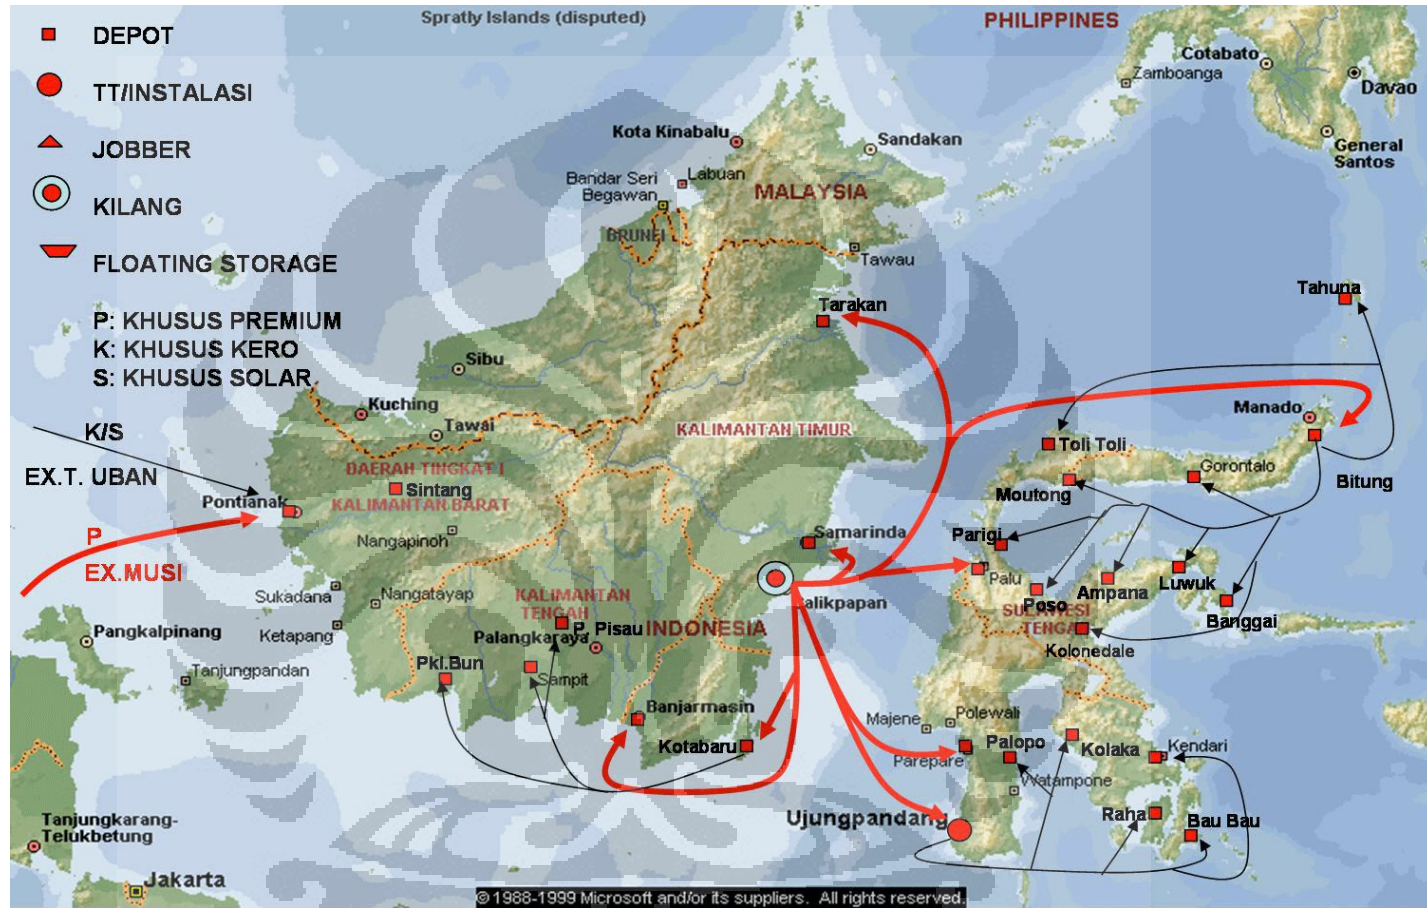 Spratly Islands (disputed)
PHILIPPINES
DEPOT
TT/INSTALASI
JOBBER
KILANG
FLOATING STORAGE
P: KHUSUS PREMIUM
K: KHUSUS KERO
S: KHUSUS SOLAR
K/S
EX.T. UBAN
P
EX.MUSI
Cotabato
Zamboanga
Davao
General
Santos
Kota Kinabalu
Sandakan
Labuan
Bandar Seri
Begawan
MALAYSIA
BRUNEI
Tawau
Tarakan
Tahuna
Sibu
Kuching
Tawai
KALIMANTAN TIMUR
Manado
Toli Toli
Gorontalo
Bitung
Moutong
DAERAH TINGKAT I
KALIMANTAN BARAT
Sintang
Pontianak
Nangapinoh
Samarinda
Parigi
Palu
Poso
Ampana
Luwuk
Banggai
SULAWESI
Kolonedale
Sukadana
Nangatayap
Ketapang
KALIMANTAN
TENGAH
P. Pisau
INDONESIA
Palangkaraya
Pangkalpinang
Tanjungpandan
Pkl.Bun
Sampit
Banjarmasin
Kotabaru
Majene
Polewali
Parepare
Palopo
Watampone
Kolaka
Kendari
Raha
Bau Bau
Ujungpandang
Tanjungkarang-
Telukbetung
Jakarta
© 1988-1999 Microsoft and/or its suppliers. All rights reserved.